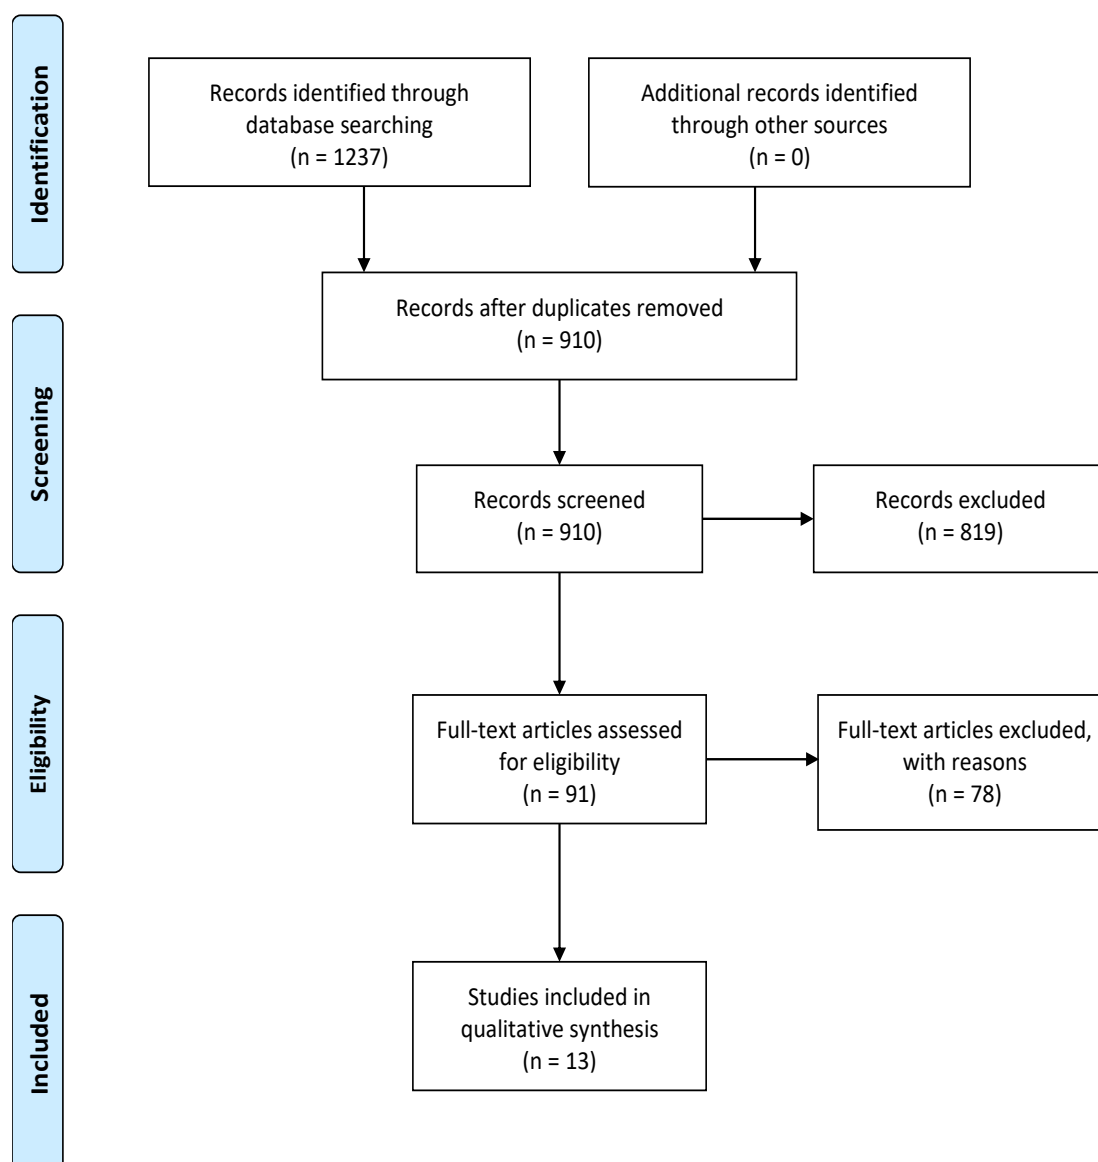 Identification
Records identified through
database searching
(n = 1237)
Additional records identified
through other sources
(n = 0)
Records after duplicates removed
(n = 910)
Screening
Records screened
(n = 910)
Records excluded
(n = 819)
Eligibility
Full-text articles assessed
for eligibility
(n = 91)
Full-text articles excluded,
with reasons
(n = 78)
Included
Studies included in
qualitative synthesis
(n = 13)